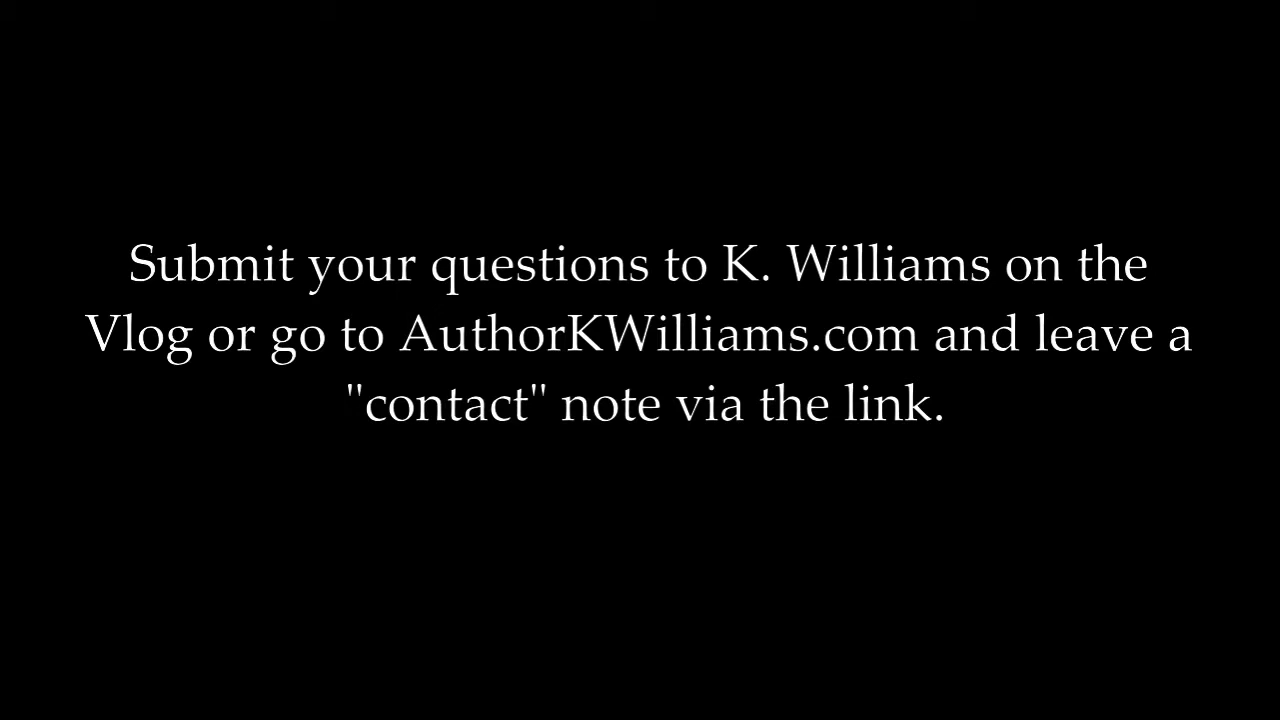 Submit your questions to K. Williams on the
Vlog or go to AuthorKWilliams.com and leave a
"contact" note via the link.